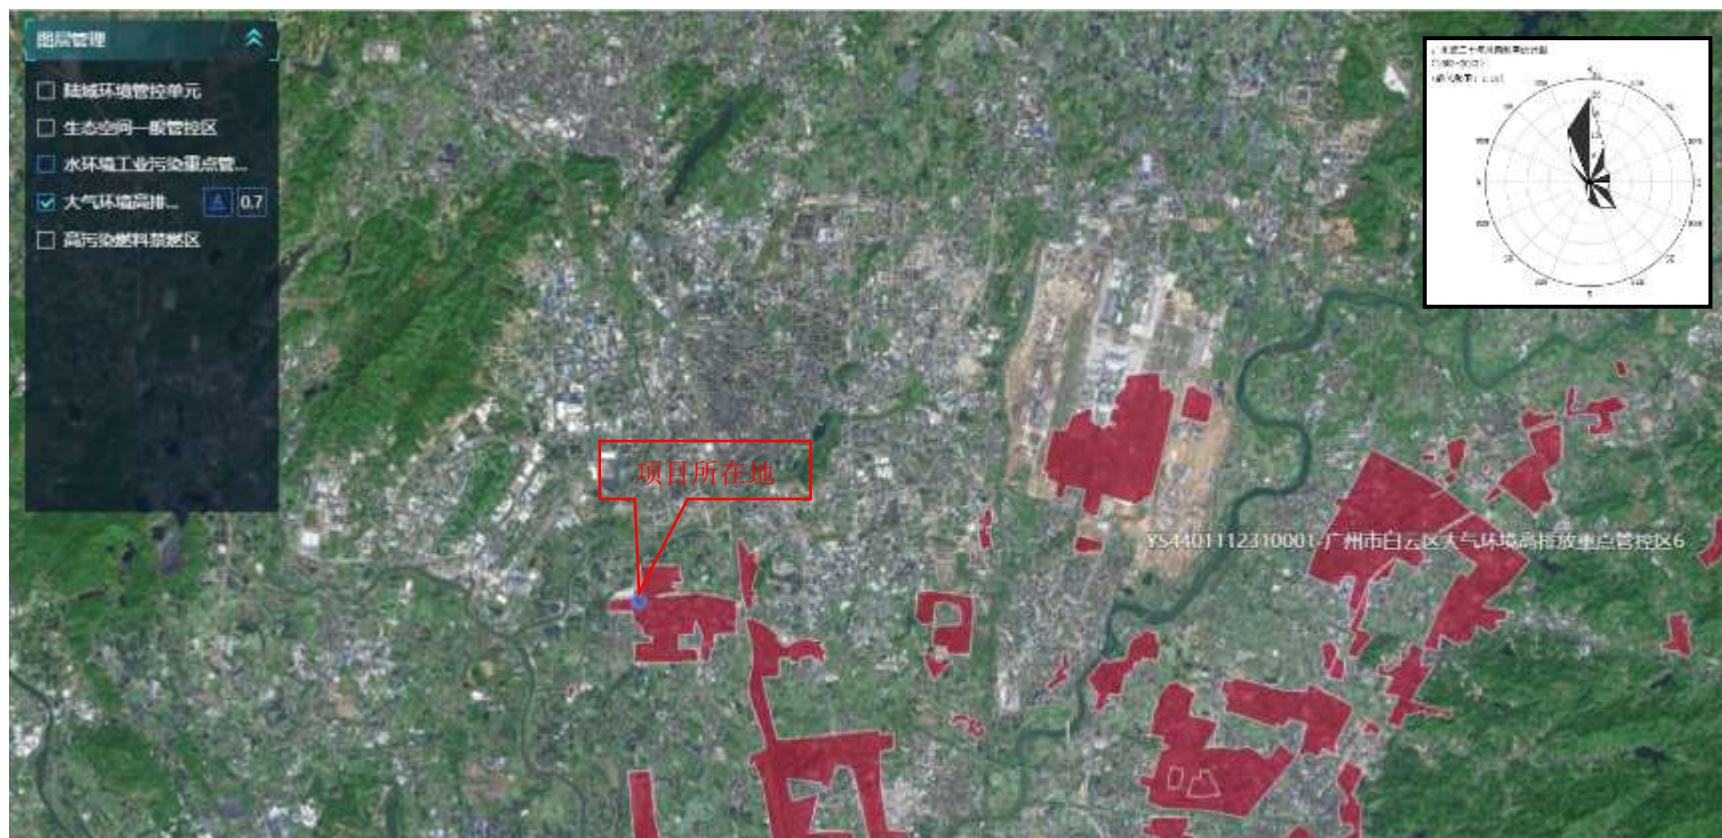 图层管理
陆域环境管控单元
生态空间一般管控区
水环境工业污染重点管...
大气环境高排...
0.7
高污染燃料禁燃区
项目所在地
YS4401112310001-广州市白云区大气环境高排放重点管控区6